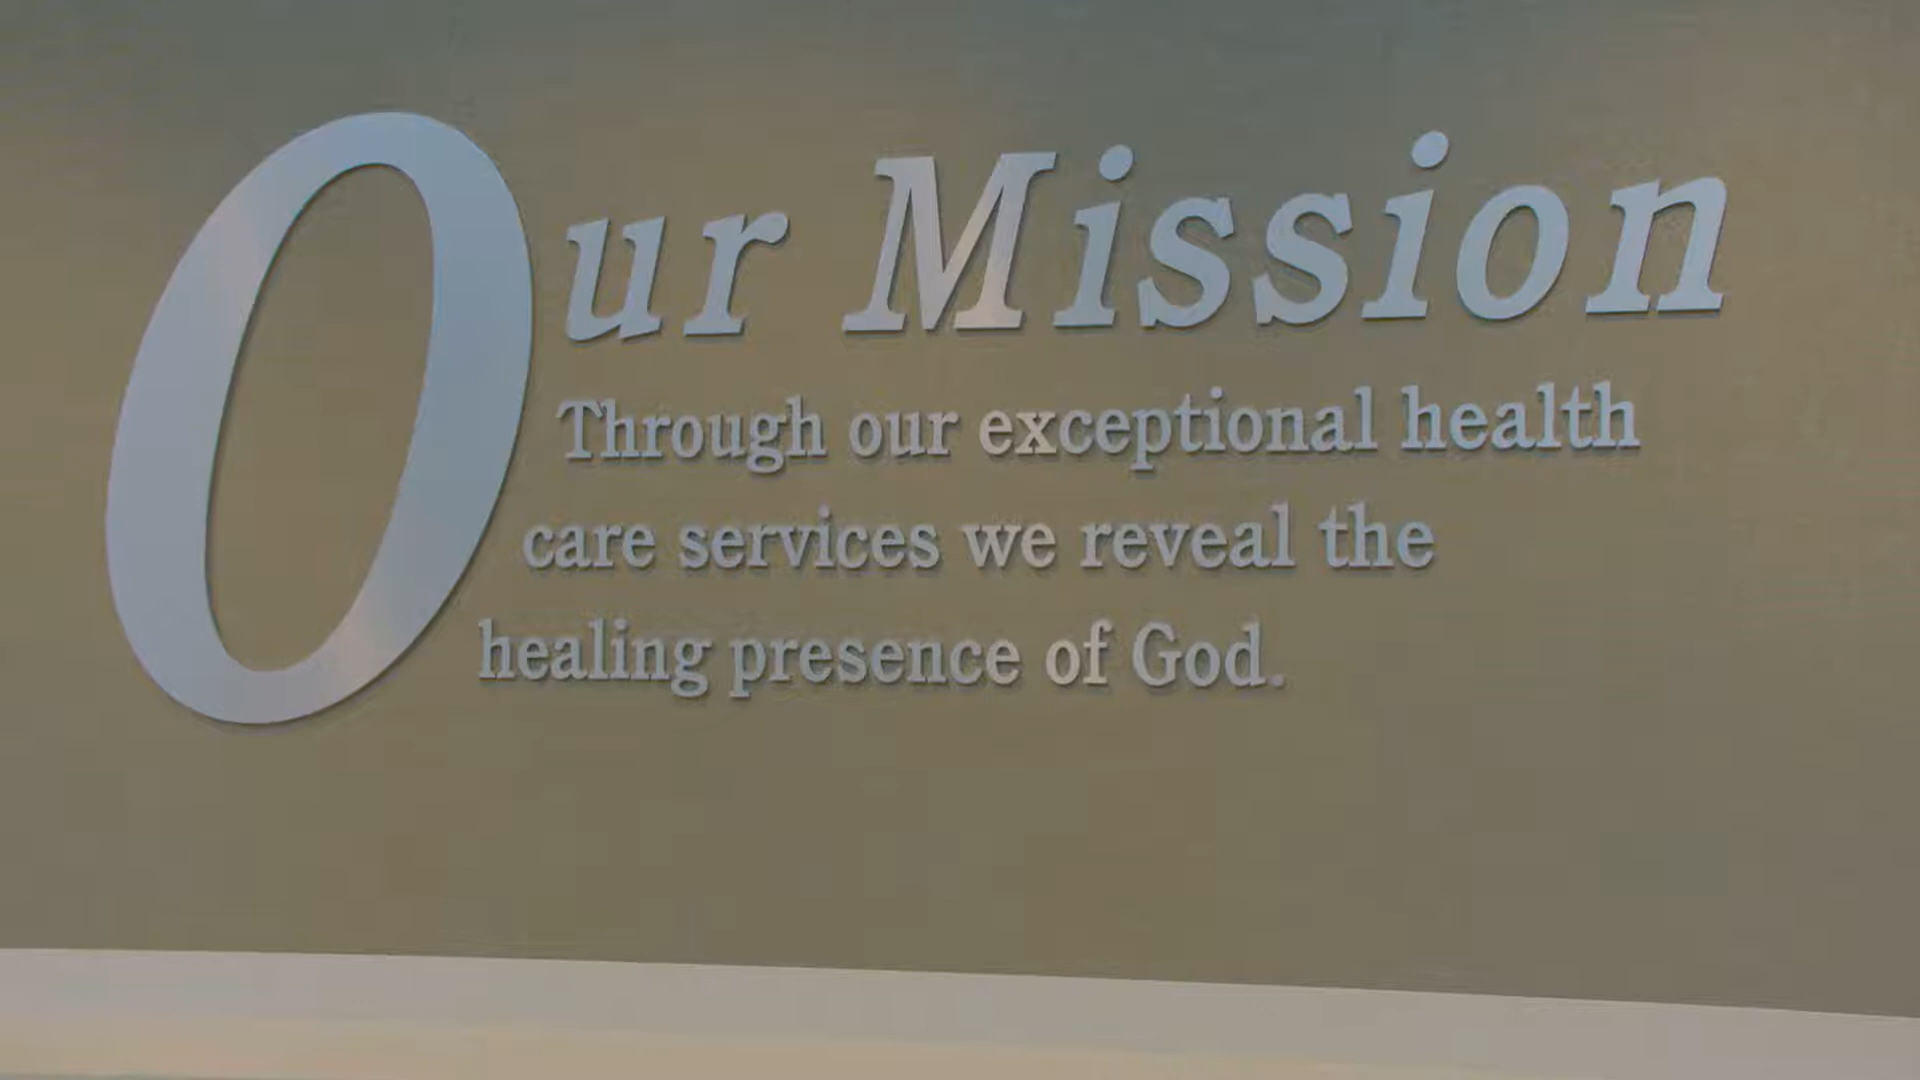 Our Mission
Through our exceptional health
care services we reveal the
healing presence of God.